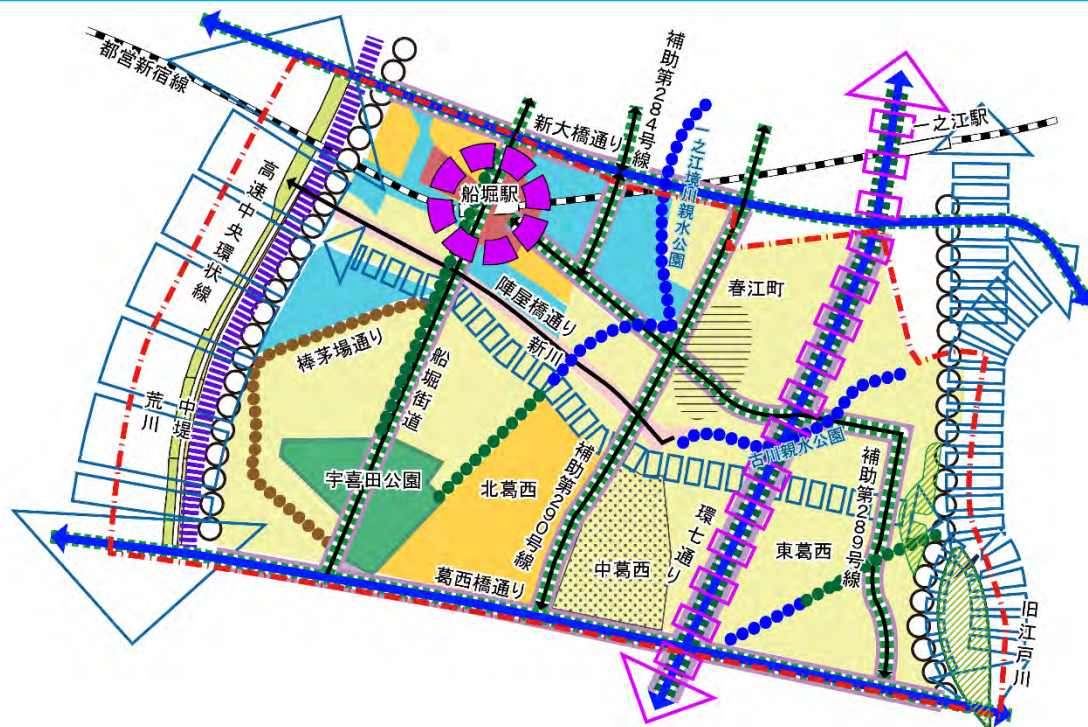 都営新宿線
新大橋通り
補助第284号線
一之江駅
船堀駅
一之江境川親水公園
高速中央環状線
陣屋橋通り
新川
春江町
棒茅場通り
船堀街道
中堤
荒川
古川親水公園
宇喜田公園
北葛西
補助第290号線
環七通り
補助第289号線
中葛西
東葛西
葛西橋通り
旧江戸川